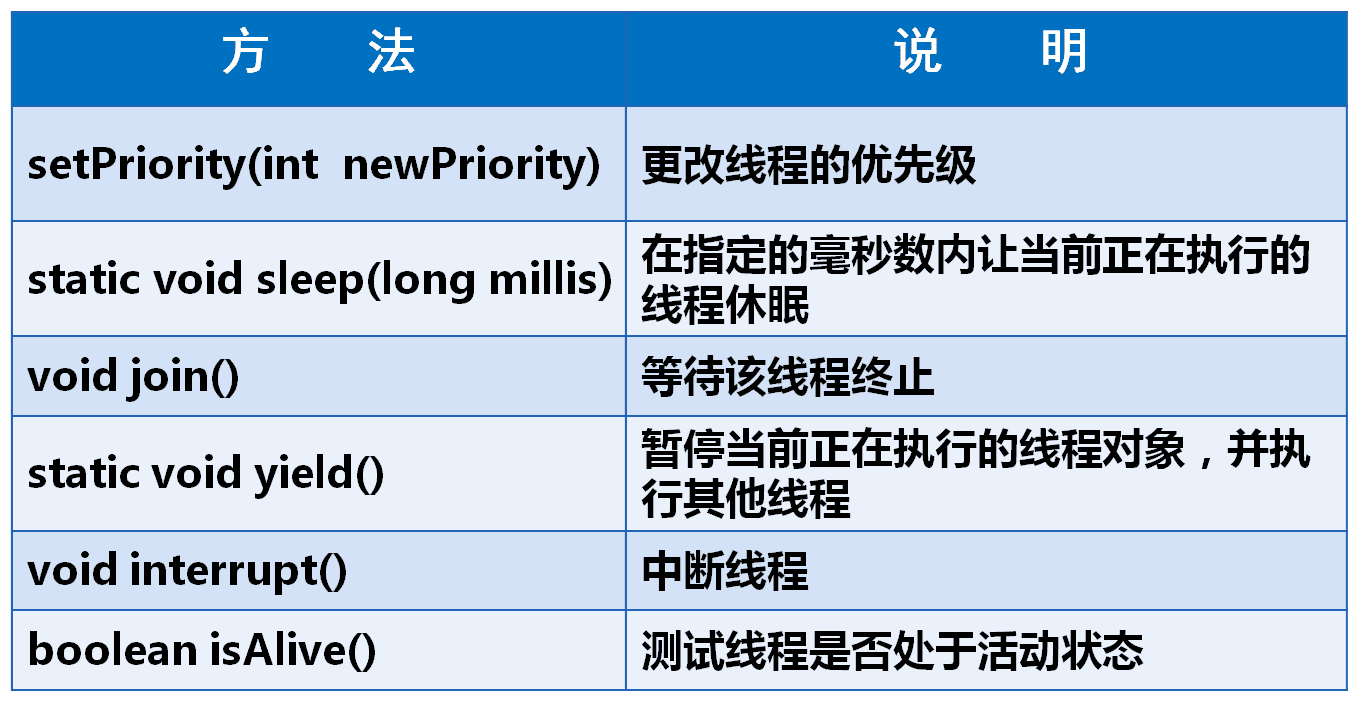 方 法 说 明
setPriority(int newPriority) 更改线程的优先级
static void sleep(long millis) 在指定的毫秒数内让当前正在执行的
线程休眠
void join() 等待该线程终止
static void yield() 暂停当前正在执行的线程对象，并执
行其他线程
void interrupt() 中断线程
boolean isAlive() 测试线程是否处于活动状态